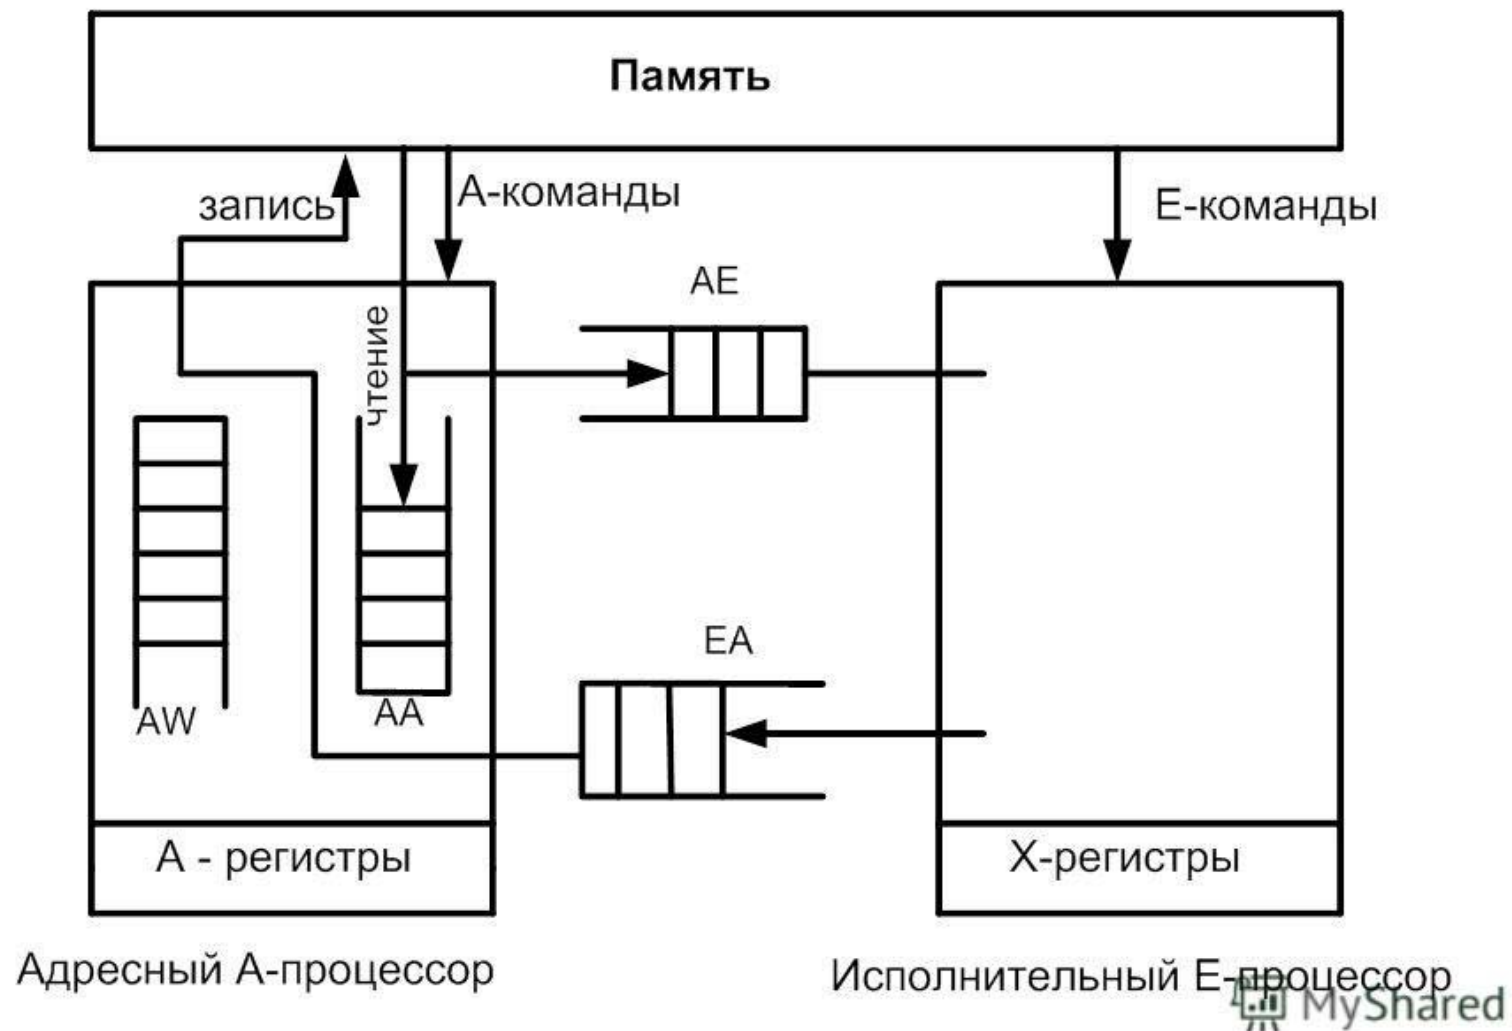 Память
запись
А-команды
Е-команды
АЕ
чтение
ЕА
AW
АА
А - регистры
Х-регистры
Адресный А-процессор
Исполнительный Е-процессор
MyShared